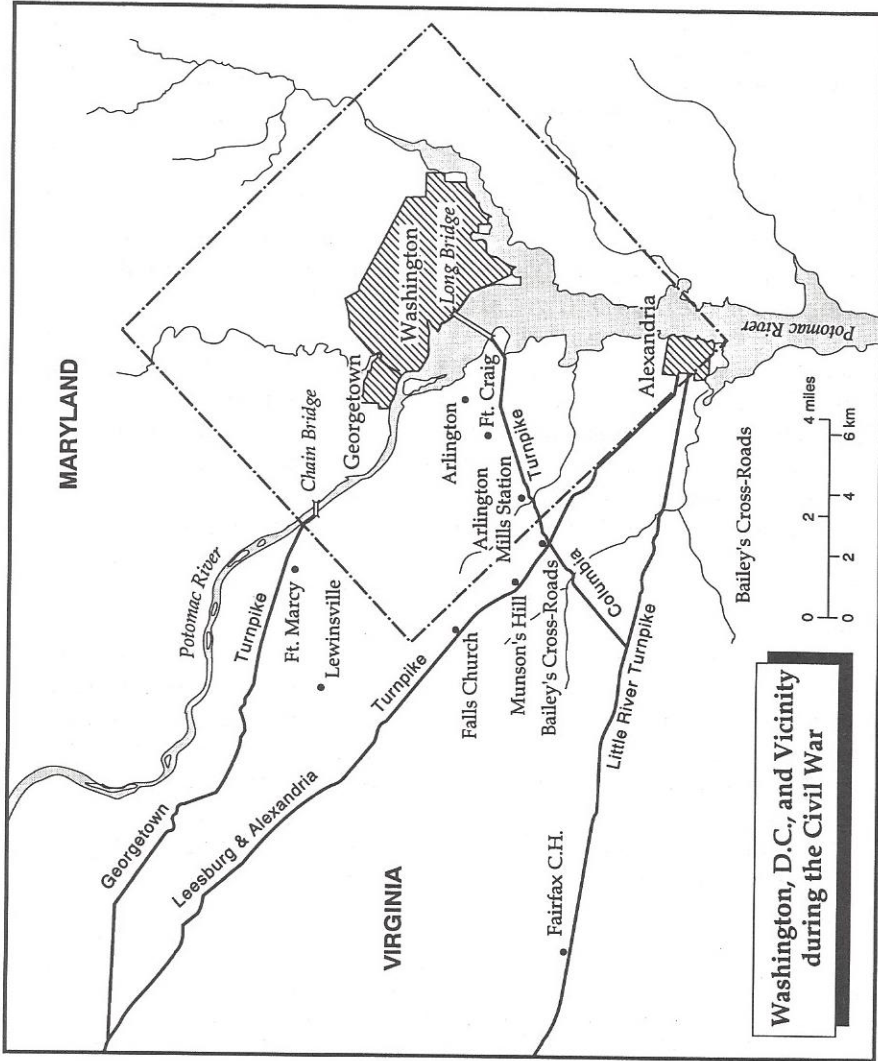 MARYLAND
Potomac River
Turnpike
Chain Bridge
Georgetown
Washington
Long Bridge
Ft. Marcy
Lewinsville
Georgetown
Leesburg & Alexandria
Turnpike
Falls Church
Arlington
Ft. Craig
Arlington
Mills Station
Turnpike
Munson's Hill
Bailey's Cross-Roads
Columbia
Alexandria
Potomac River
VIRGINIA
Fairfax C.H.
Little River Turnpike
Bailey's Cross-Roads
0 2 4 miles
0 2 4 6 km
Washington, D.C., and Vicinity
during the Civil War